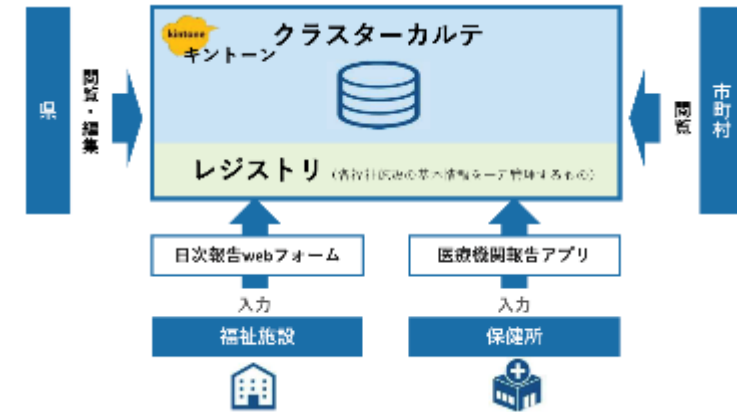 kintone
キントーン
クラスターカルテ
県
閲覧・編集
閲覧
市町村
レジストリ
日次報告webフォーム
医療機関報告アプリ
入力
入力
福祉施設
保健所